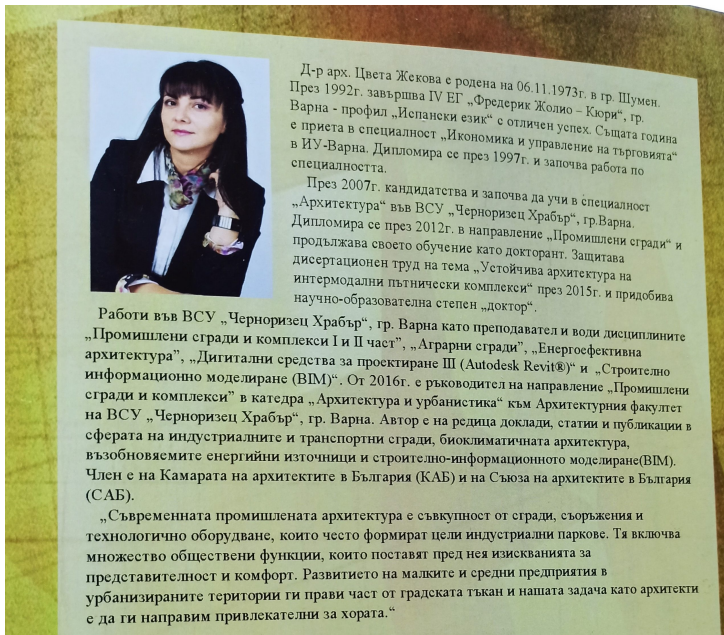 Д-р арх. Цвета Жекова е родена на 06.11.1973г. в гр. Шумен.
През 1992г. завършва IV ЕГ „Фредерик Жолио – Кюри“, гр.
Варна - профил „Испански език“ с отличен успех. Същата година
е приета в специалност „Икономика и управление на търговията“
в ИУ-Варна. Дипломира се през 1997г. и започва работа по
специалността.
През 2007г. кандидатства и започва да учи в специалност
„Архитектура“ във ВСУ „Черноризец Храбър“, гр.Варна.
Дипломира се през 2012г. в направление „Промишлени сгради“ и
продължава своето обучение като докторант. Защитава
дисертационен труд на тема „Устойчива архитектура на
интермодални пътнически комплекси“ през 2015г. и придобива
научно-образователна степен „доктор“.
Работи във ВСУ „Черноризец Храбър“, гр. Варна като преподавател и води дисциплините
„Промишлени сгради и комплекси I и II част”, „Аграрни сгради”, „Енергоефективна
архитектура”, „Дигитални средства за проектиране III (Autodesk Revit®)“ и „Строително
информационно моделиране (BIM)“. От 2016г. е ръководител на направление „Промишлени
сгради и комплекси” в катедра „Архитектура и урбанистика“ към Архитектурния факултет
на ВСУ „Черноризец Храбър“, гр. Варна. Автор е на редица доклади, статии и публикации в
сферата на индустриалните и транспортни сгради, биоклиматичната архитектура,
възобновяемите енергийни източници и строително-информационното моделиране(BIM).
Член е на Камарата на архитектите в България (КАБ) и на Съюза на архитектите в България
(САБ).
„Съвременната промишлената архитектура е съвкупност от сгради, съоръжения и
технологично оборудване, които често формират цели индустриални паркове. Тя включва
множество обществени функции, които поставят пред нея изискванията за
представителност и комфорт. Развитието на малките и средни предприятия в
урбанизираните територии ги прави част от градската тъкан и нашата задача като архитекти
е да ги направим привлекателни за хората.“